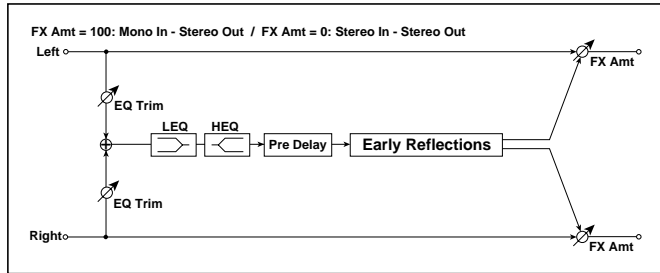 FX Amt = 100: Mono In - Stereo Out / FX Amt = 0: Stereo In - Stereo Out
Left
FX Amt
EQ Trim
LEQ
HEQ
Pre Delay
Early Reflections
EQ Trim
Right
FX Amt